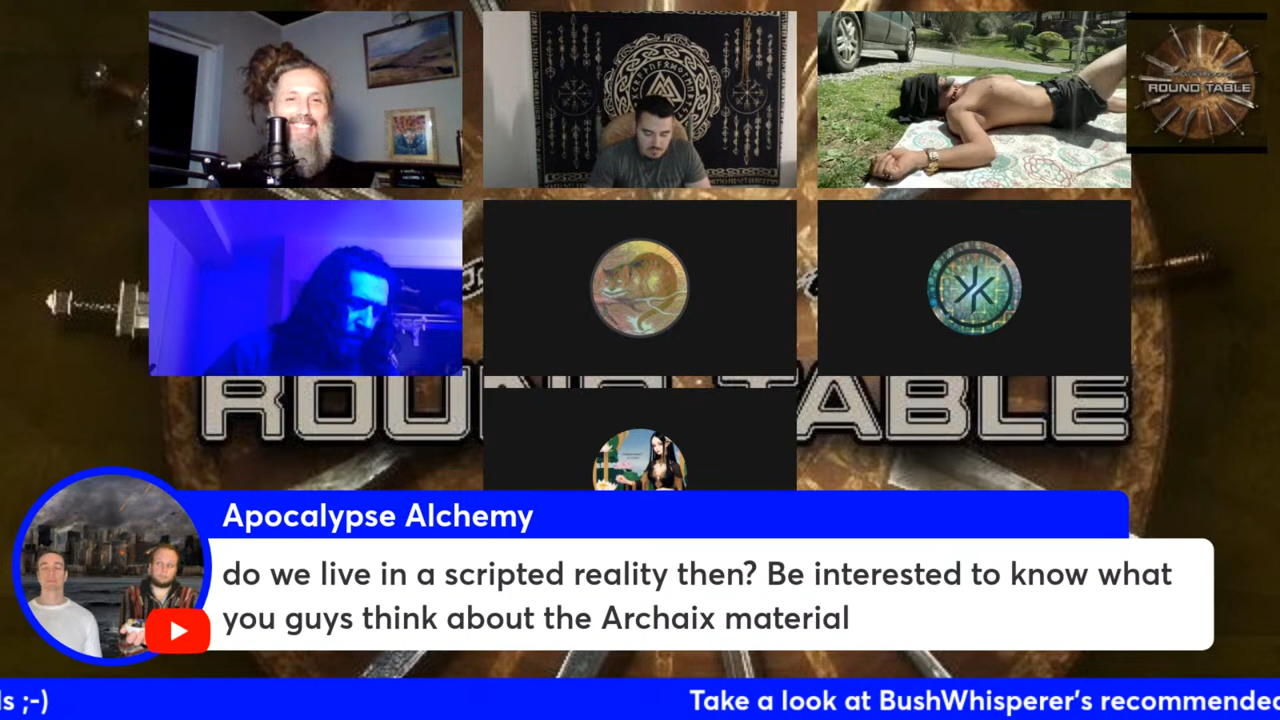 ROUND TABLE
ROUND TABLE
Apocalypse Alchemy
do we live in a scripted reality then? Be interested to know what
you guys think about the Archaix material
ls ;-)
Take a look at BushWhisperer's recommended